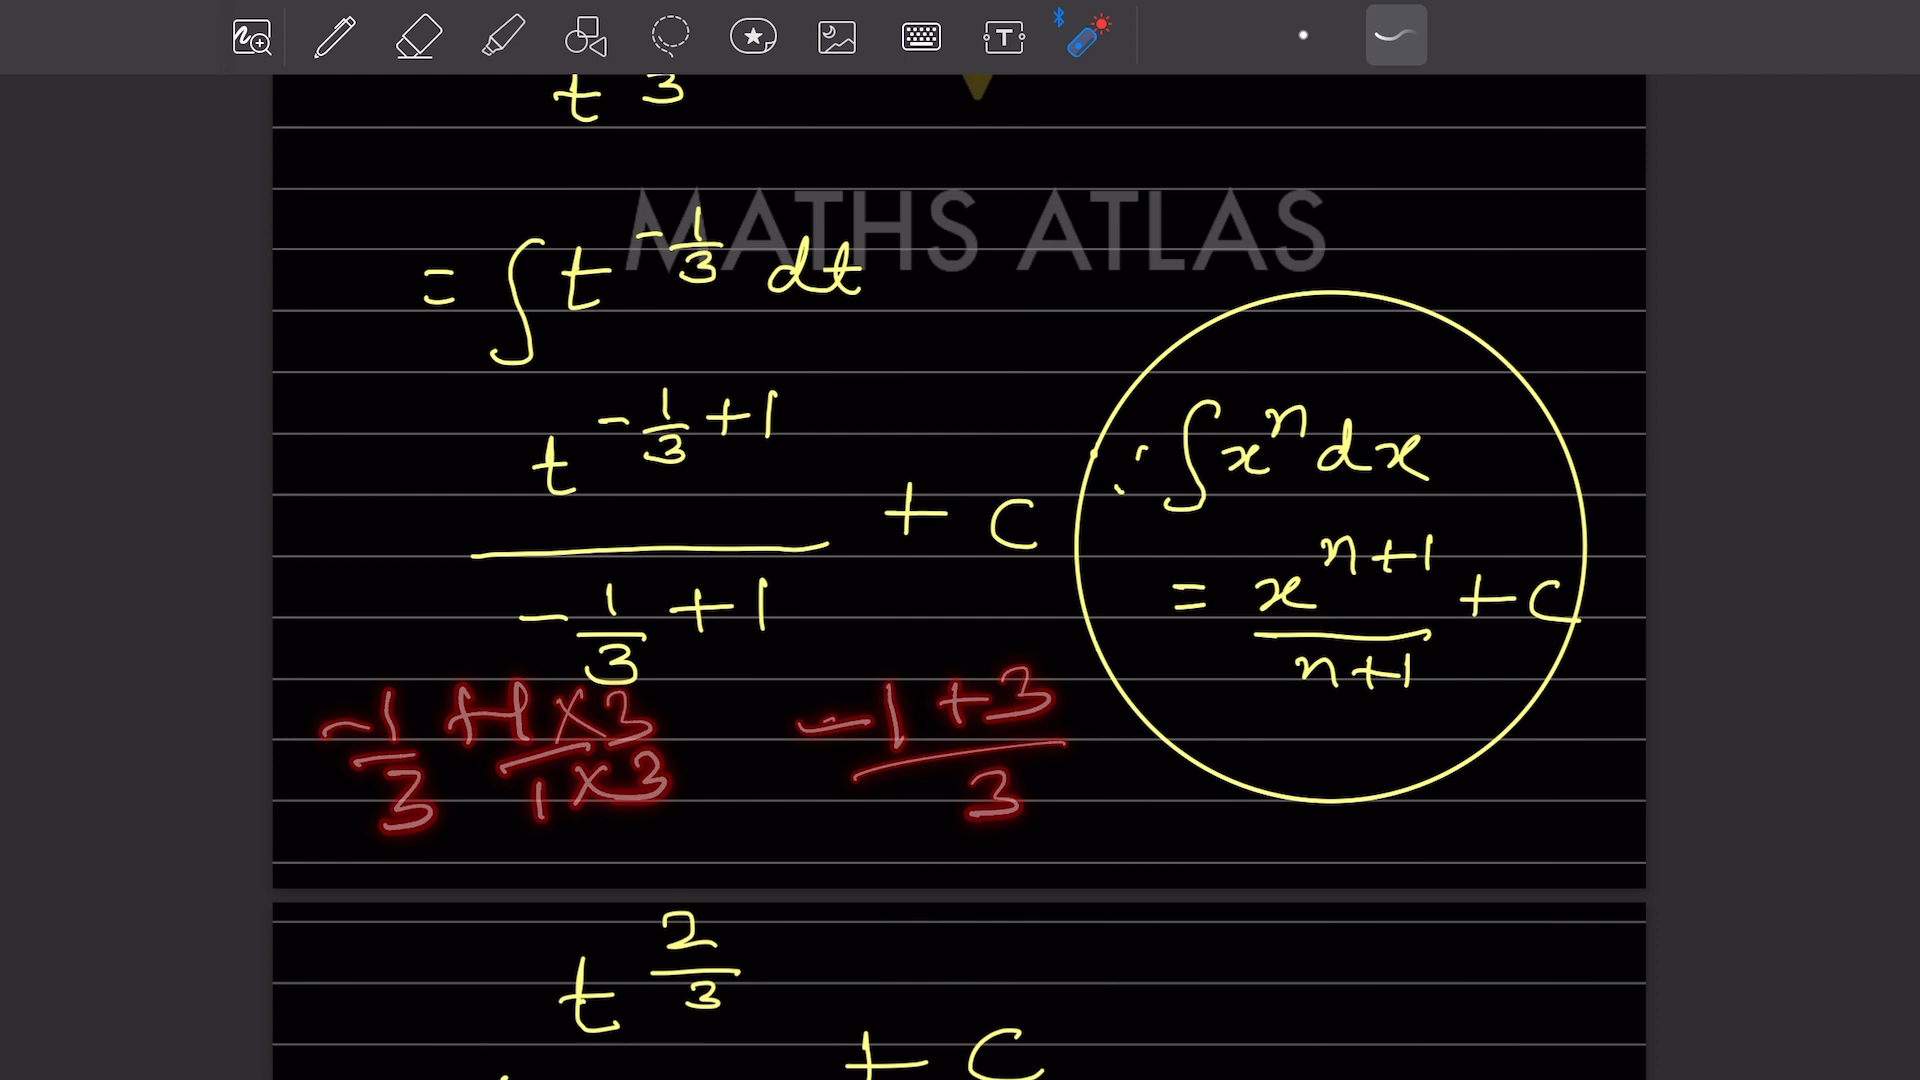 t 3
MATHS ATLAS
= ∫ t^{-1/3} dt
t^{-1/3 + 1}
―――――― + c
-1/3 + 1
∵ ∫ x^n dx
= x^{n+1}/(n+1) + c
-1/3 + 1×3/1×3
(-1+3)/3
t^{2/3}
+ C
T